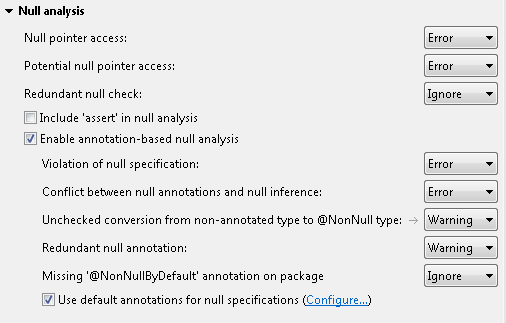 Null analysis
Null pointer access: Error
Potential null pointer access: Error
Redundant null check: Ignore
Include 'assert' in null analysis
Enable annotation-based null analysis
Violation of null specification: Error
Conflict between null annotations and null inference: Error
Unchecked conversion from non-annotated type to @NonNull type: Warning
Redundant null annotation: Warning
Missing '@NonNullByDefault' annotation on package Ignore
Use default annotations for null specifications (Configure...)